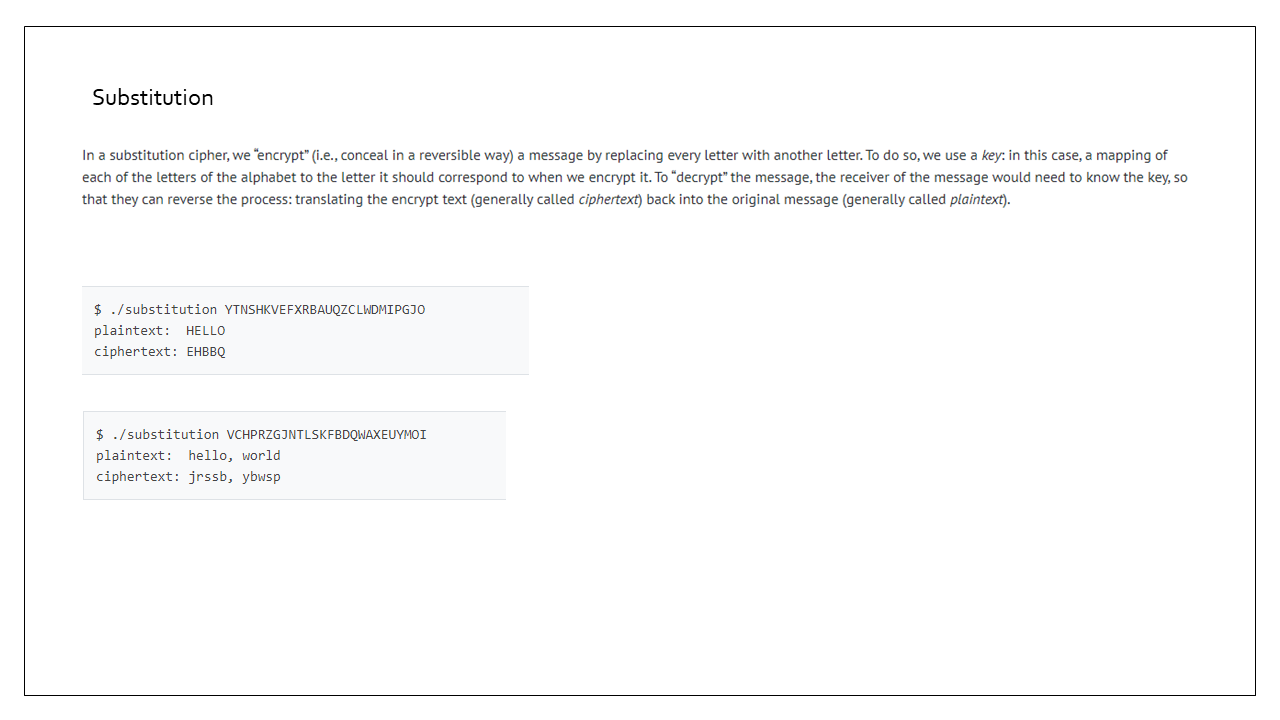 Substitution
In a substitution cipher, we “encrypt” (i.e., conceal in a reversible way) a message by replacing every letter with another letter. To do so, we use a key: in this case, a mapping of
each of the letters of the alphabet to the letter it should correspond to when we encrypt it. To “decrypt” the message, the receiver of the message would need to know the key, so
that they can reverse the process: translating the encrypt text (generally called ciphertext) back into the original message (generally called plaintext).
$ ./substitution YTNSHKVEFXRBAUQZCLWDMIPGJO
plaintext:  HELLO
ciphertext: EHBBQ
$ ./substitution VCHPRZGJNTLSKFBDQWAXEUYMOI
plaintext:  hello, world
ciphertext: jrssb, ybwsp